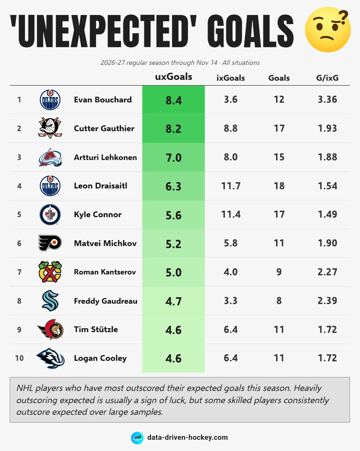 'UNEXPECTED' GOALS
2026-27 regular season through Nov 14 · All situations
uxGoals ixGoals Goals G/ixG
1 Evan Bouchard 8.4 3.6 12 3.36
2 Cutter Gauthier 8.2 8.8 17 1.93
3 Artturi Lehkonen 7.0 8.0 15 1.88
4 Leon Draisaitl 6.3 11.7 18 1.54
5 Kyle Connor 5.6 11.4 17 1.49
6 Matvei Michkov 5.2 5.8 11 1.90
7 Roman Kantserov 5.0 4.0 9 2.27
8 Freddy Gaudreau 4.7 3.3 8 2.39
9 Tim Stützle 4.6 6.4 11 1.72
10 Logan Cooley 4.6 6.4 11 1.72
NHL players who have most outscored their expected goals this season. Heavily
outscoring expected is usually a sign of luck, but some skilled players consistently
outscore expected over large samples.
data-driven-hockey.com